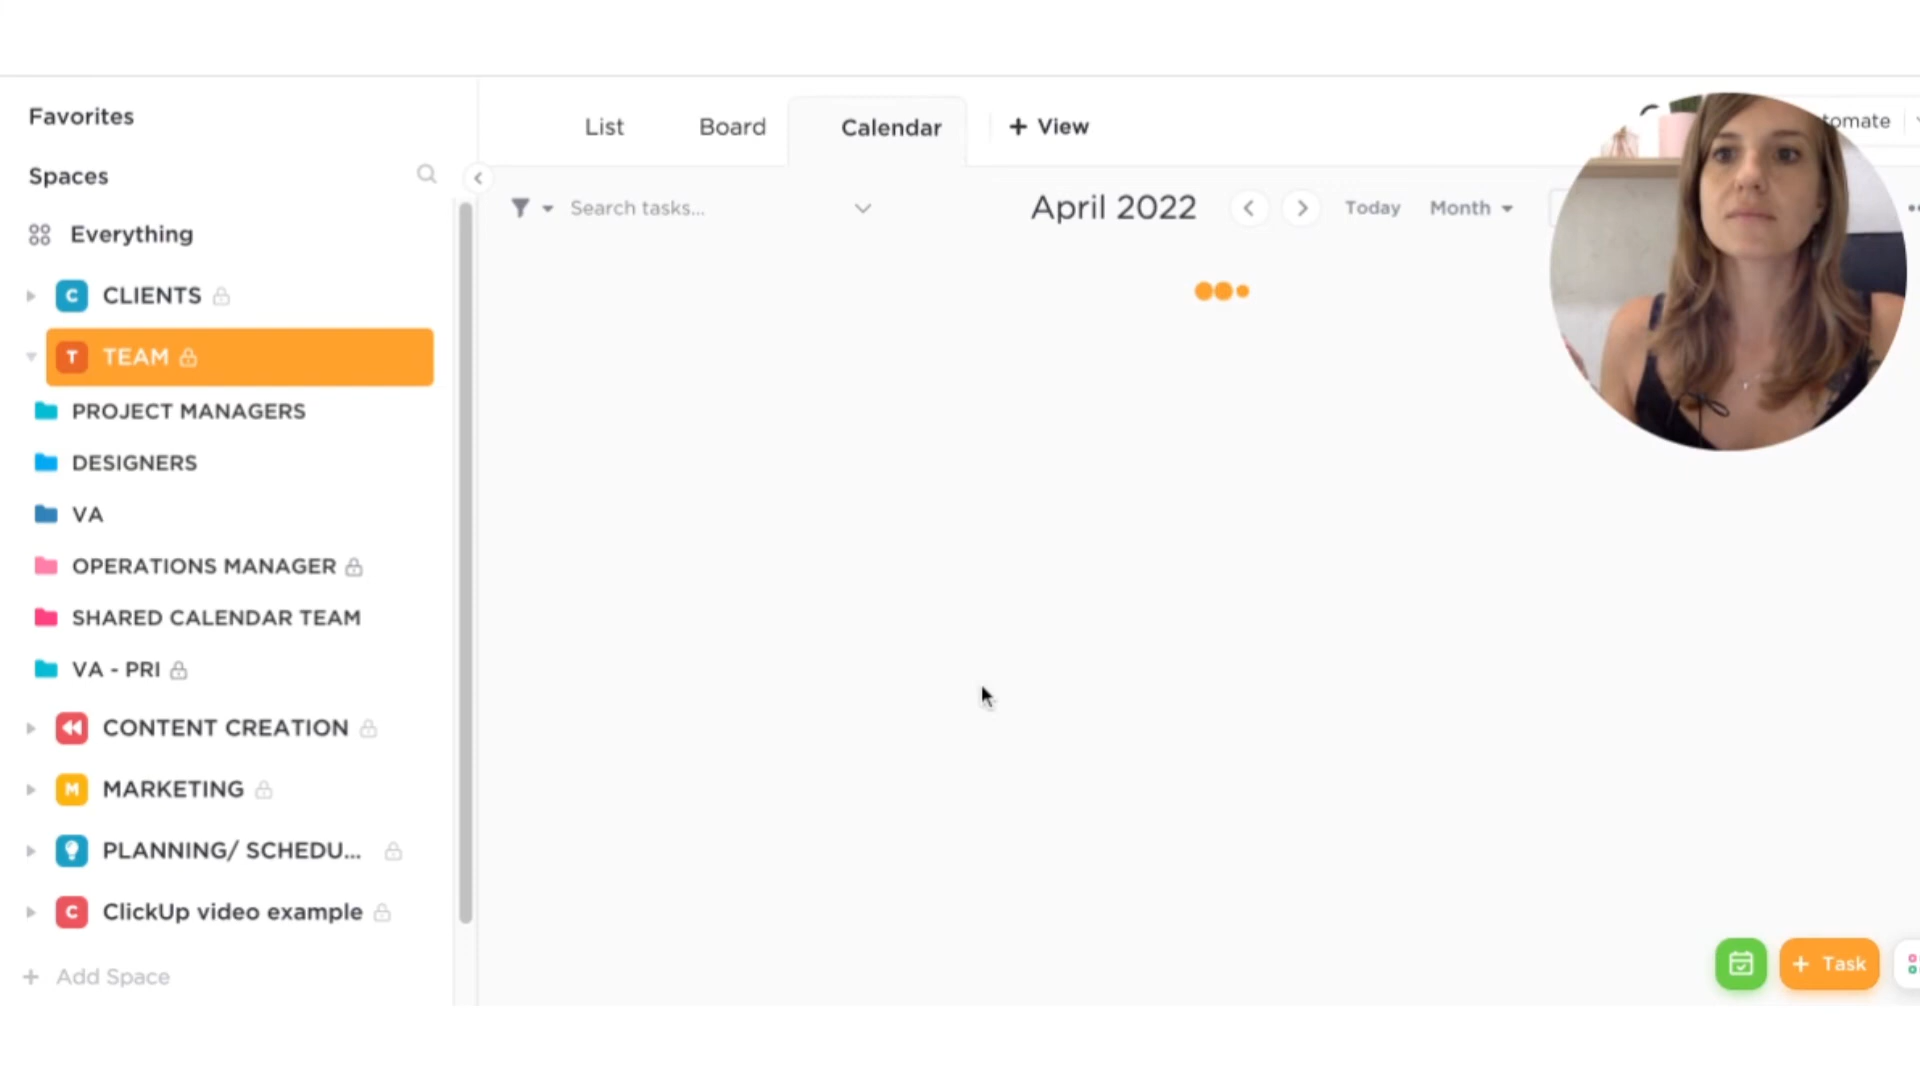 Favorites
Spaces
Everything
C CLIENTS
T TEAM
PROJECT MANAGERS
DESIGNERS
VA
OPERATIONS MANAGER
SHARED CALENDAR TEAM
VA - PRI
CONTENT CREATION
M MARKETING
PLANNING/ SCHEDU...
C ClickUp video example
+ Add Space
List Board Calendar + View
tomate
Search tasks...
April 2022 Today Month
+ Task